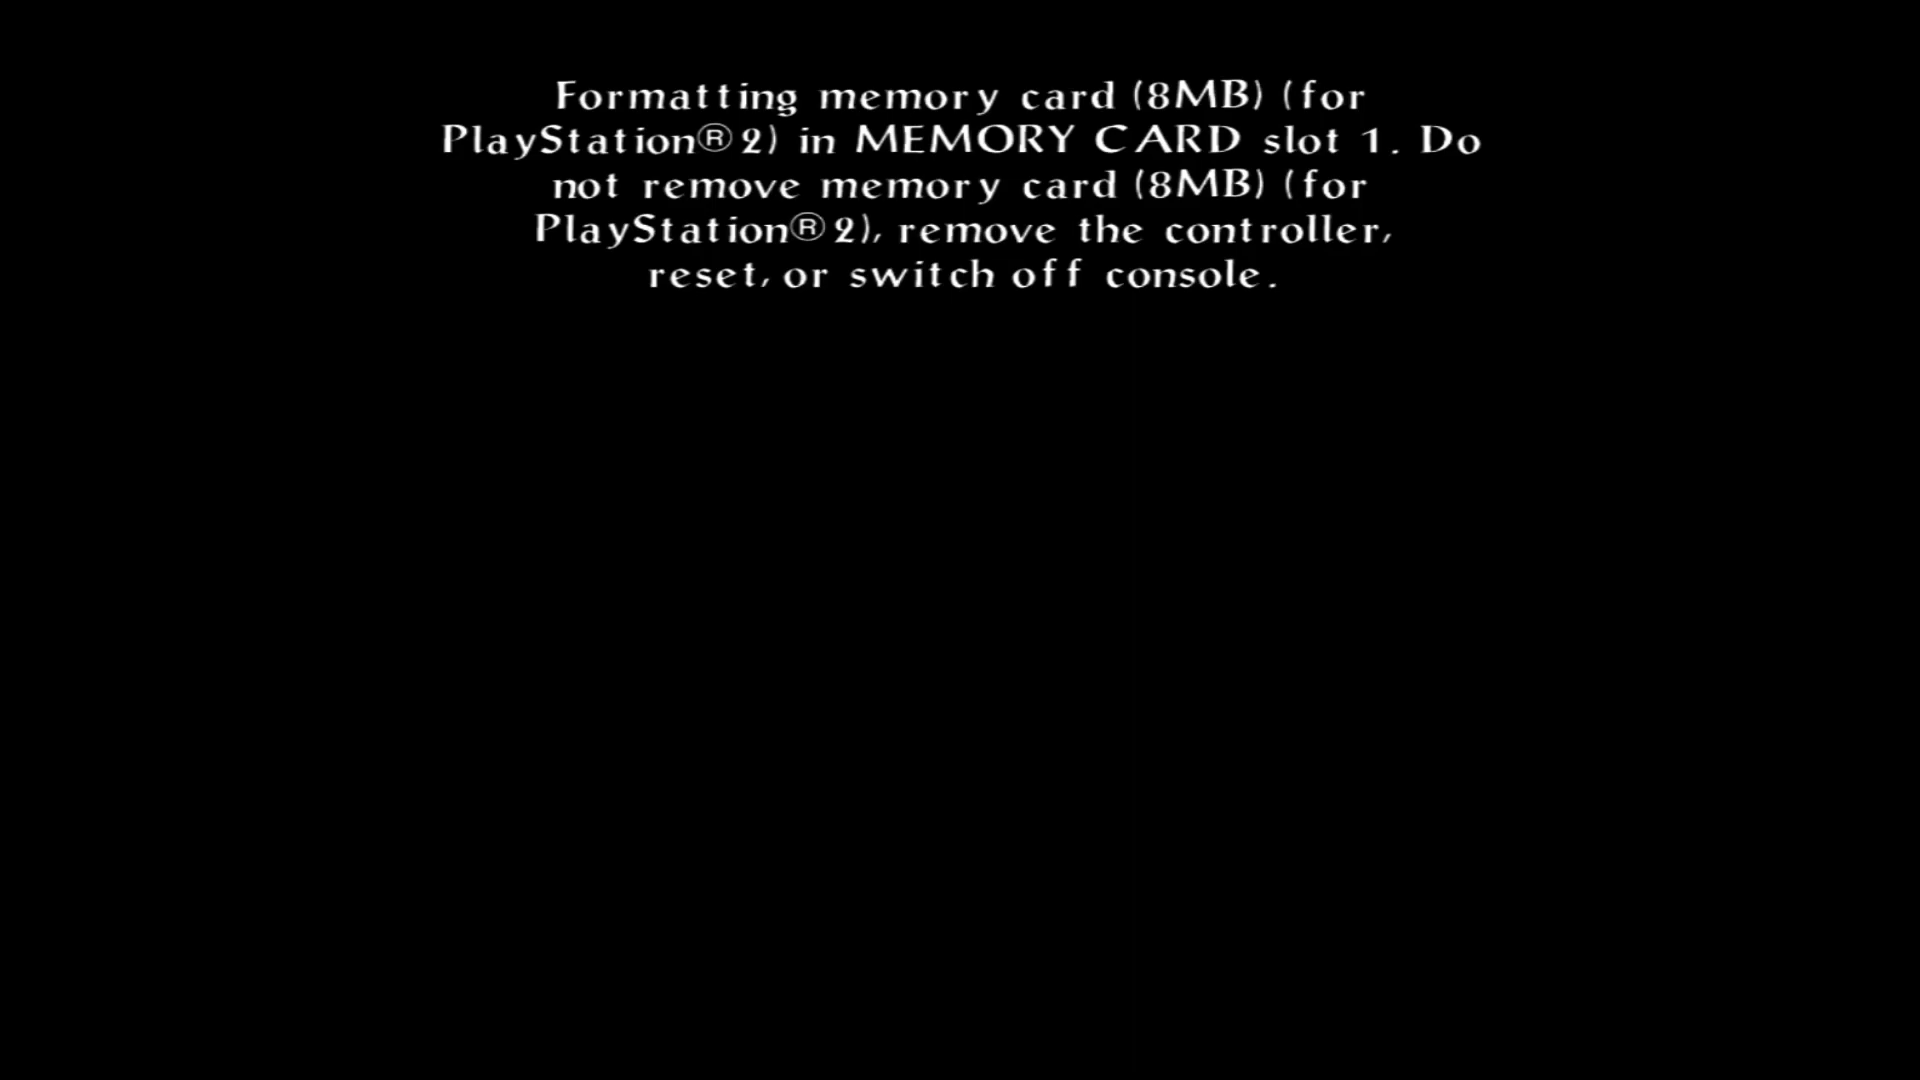 Formatting memory card (8MB) (for
PlayStation®2) in MEMORY CARD slot 1. Do
not remove memory card (8MB) (for
PlayStation®2), remove the controller,
reset, or switch off console.